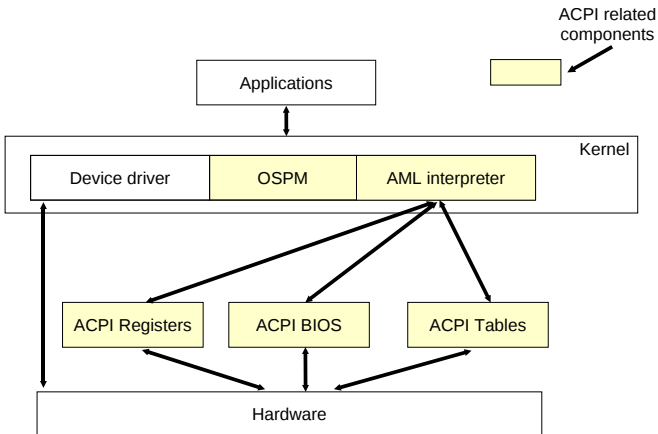 ACPI related
components
Applications
Kernel
Device driver
OSPM
AML interpreter
ACPI Registers
ACPI BIOS
ACPI Tables
Hardware